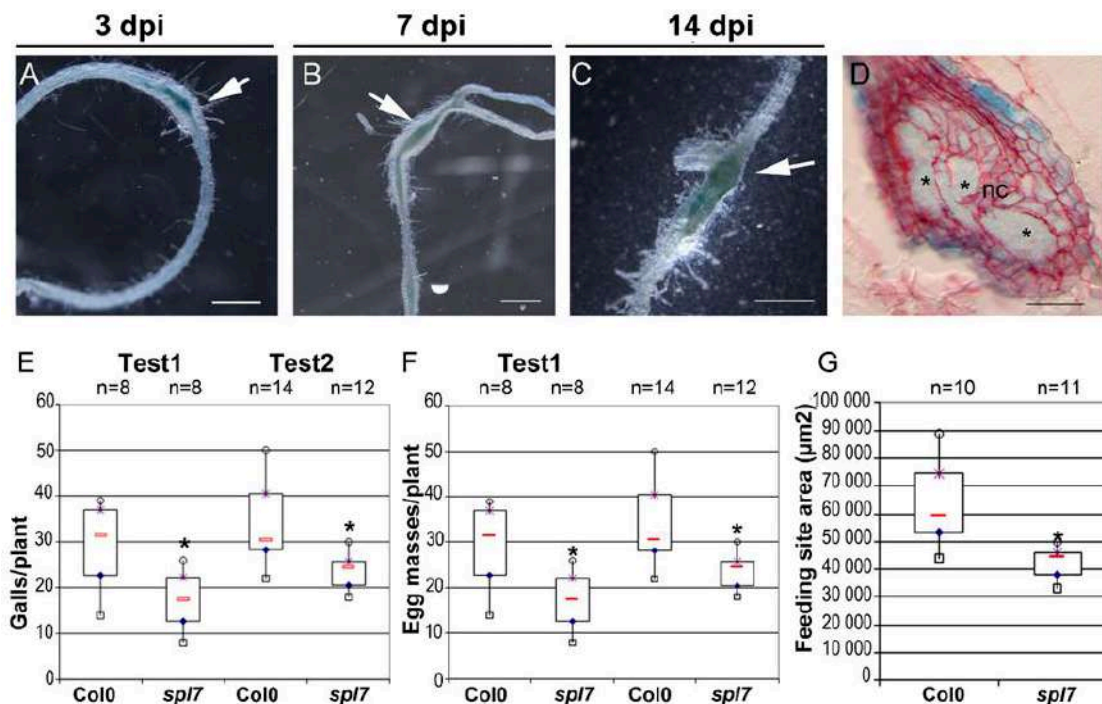 3 dpi 7 dpi 14 dpi
A B C D
* * nc
*
E Test1 Test2 F Test1 G
n=8 n=8 n=14 n=12 n=8 n=8 n=14 n=12 n=10 n=11
Galls/plant
60
50
40
30
20
10
0
* *
Col0 spl7 Col0 spl7
Egg masses/plant
60
50
40
30
20
10
0
* *
Col0 spl7 Col0 spl7
Feeding site area (µm2)
100 000
90 000
80 000
70 000
60 000
50 000
40 000
30 000
20 000
10 000
0
*
Col0 spl7